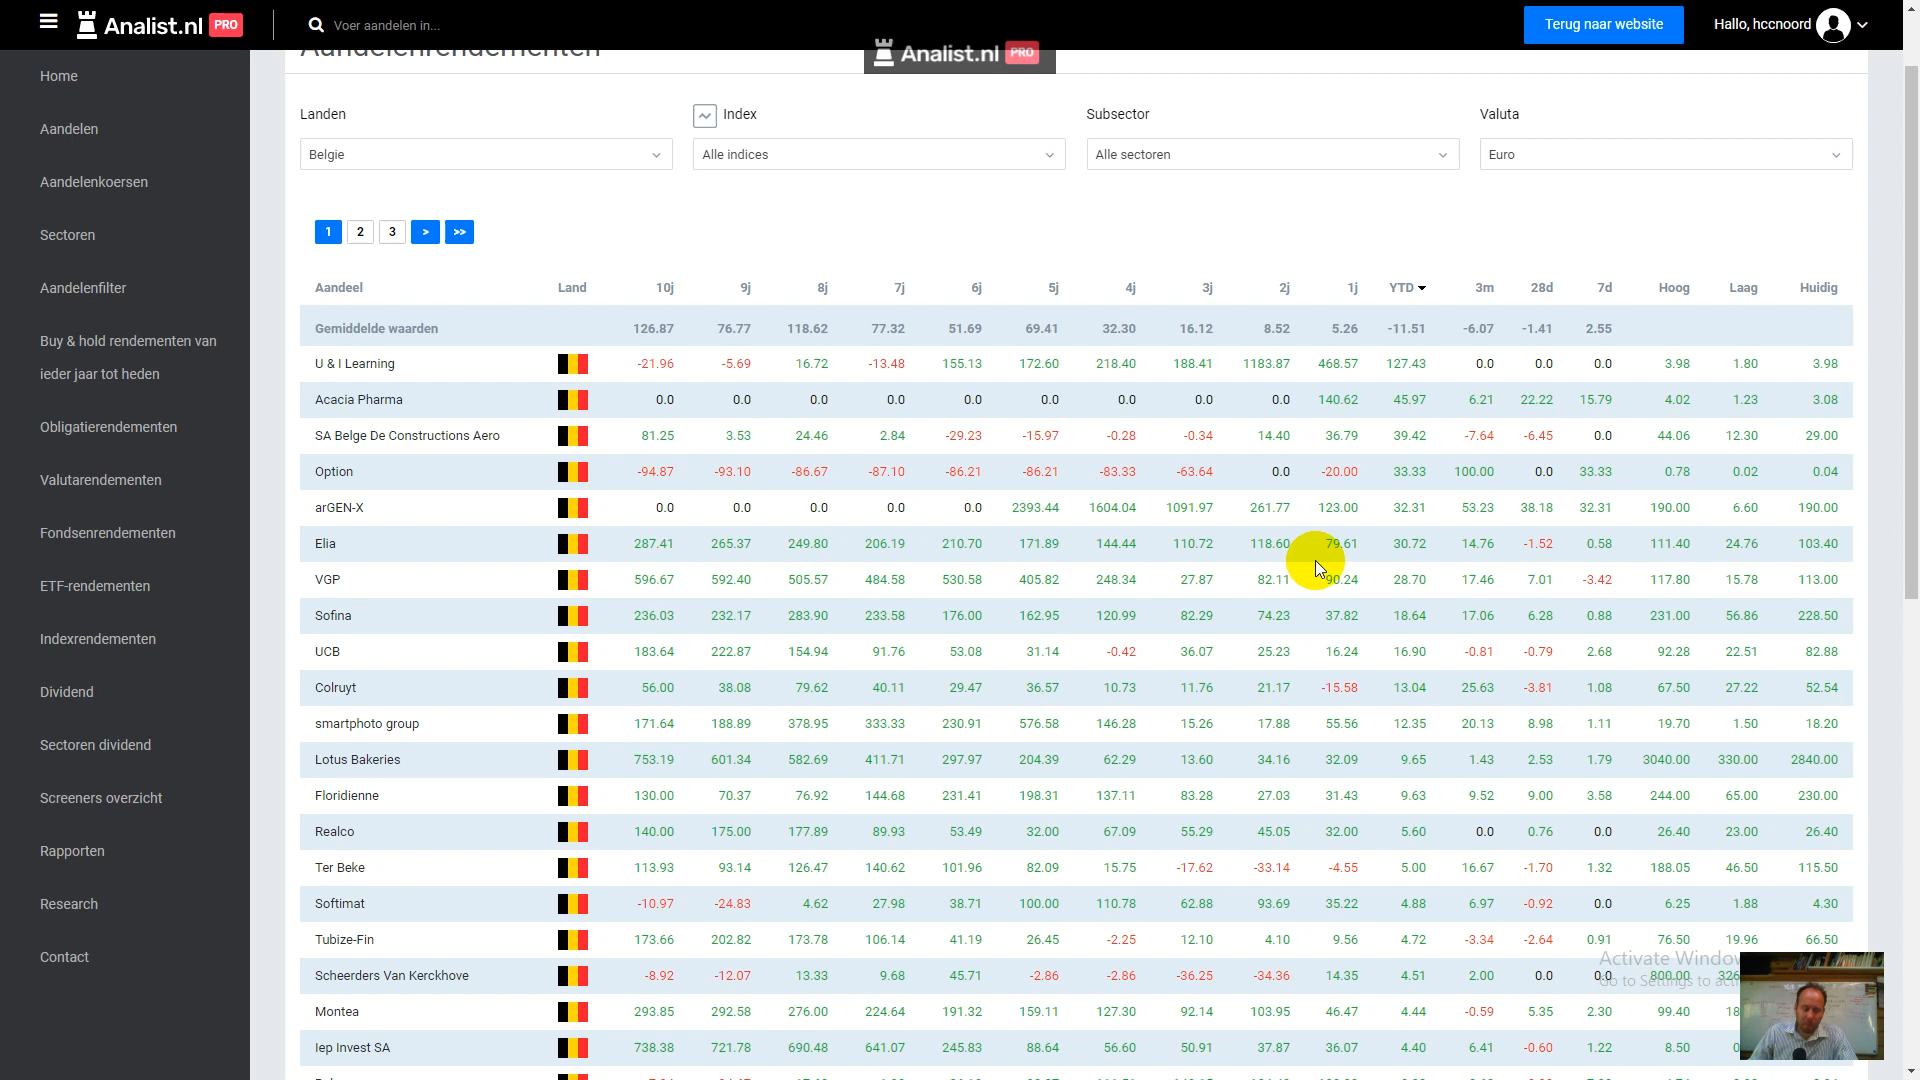 Analist.nl PRO
Voer aandelen in...
Terug naar website
Hallo, hccnoord
Aandelenrendementen
Analist.nl PRO
Home
Aandelen
Aandelenkoersen
Sectoren
Aandelenfilter
Buy & hold rendementen van
ieder jaar tot heden
Obligatierendementen
Valutarendementen
Fondsenrendementen
ETF-rendementen
Indexrendementen
Dividend
Sectoren dividend
Screeners overzicht
Rapporten
Research
Contact
Landen Index Subsector Valuta
Belgie Alle indices Alle sectoren Euro
1 2 3 > >>
Aandeel Land 10j 9j 8j 7j 6j 5j 4j 3j 2j 1j YTD 3m 28d 7d Hoog Laag Huidig
Gemiddelde waarden 126.87 76.77 118.62 77.32 51.69 69.41 32.30 16.12 8.52 5.26 -11.51 -6.07 -1.41 2.55
U & I Learning -21.96 -5.69 16.72 -13.48 155.13 172.60 218.40 188.41 1183.87 468.57 127.43 0.0 0.0 0.0 3.98 1.80 3.98
Acacia Pharma 0.0 0.0 0.0 0.0 0.0 0.0 0.0 0.0 0.0 140.62 45.97 6.21 22.22 15.79 4.02 1.23 3.08
SA Belge De Constructions Aero 81.25 3.53 24.46 2.84 -29.23 -15.97 -0.28 -0.34 14.40 36.79 39.42 -7.64 -6.45 0.0 44.06 12.30 29.00
Option -94.87 -93.10 -86.67 -87.10 -86.21 -86.21 -83.33 -63.64 0.0 -20.00 33.33 100.00 0.0 33.33 0.78 0.02 0.04
arGEN-X 0.0 0.0 0.0 0.0 0.0 2393.44 1604.04 1091.97 261.77 123.00 32.31 53.23 38.18 32.31 190.00 6.60 190.00
Elia 287.41 265.37 249.80 206.19 210.70 171.89 144.44 110.72 118.60 79.61 30.72 14.76 -1.52 0.58 111.40 24.76 103.40
VGP 596.67 592.40 505.57 484.58 530.58 405.82 248.34 27.87 82.11 90.24 28.70 17.46 7.01 -3.42 117.80 15.78 113.00
Sofina 236.03 232.17 283.90 233.58 176.00 162.95 120.99 82.29 74.23 37.82 18.64 17.06 6.28 0.88 231.00 56.86 228.50
UCB 183.64 222.87 154.94 91.76 53.08 31.14 -0.42 36.07 25.23 16.24 16.90 -0.81 -0.79 2.68 92.28 22.51 82.88
Colruyt 56.00 38.08 79.62 40.11 29.47 36.57 10.73 11.76 21.17 -15.58 13.04 25.63 -3.81 1.08 67.50 27.22 52.54
smartphoto group 171.64 188.89 378.95 333.33 230.91 576.58 146.28 15.26 17.88 55.56 12.35 20.13 8.98 1.11 19.70 1.50 18.20
Lotus Bakeries 753.19 601.34 582.69 411.71 297.97 204.39 62.29 13.60 34.16 32.09 9.65 1.43 2.53 1.79 3040.00 330.00 2840.00
Floridienne 130.00 70.37 76.92 144.68 231.41 198.31 137.11 83.28 27.03 31.43 9.63 9.52 9.00 3.58 244.00 65.00 230.00
Realco 140.00 175.00 177.89 89.93 53.49 32.00 67.09 55.29 45.05 32.00 5.60 0.0 0.76 0.0 26.40 23.00 26.40
Ter Beke 113.93 93.14 126.47 140.62 101.96 82.09 15.75 -17.62 -33.14 -4.55 5.00 16.67 -1.70 1.32 188.05 46.50 115.50
Softimat -10.97 -24.83 4.62 27.98 38.71 100.00 110.78 62.88 93.69 35.22 4.88 6.97 -0.92 0.0 6.25 1.88 4.30
Tubize-Fin 173.66 202.82 173.78 106.14 41.19 26.45 -2.25 12.10 4.10 9.56 4.72 -3.34 -2.64 0.91 76.50 19.96 66.50
Scheerders Van Kerckhove -8.92 -12.07 13.33 9.68 45.71 -2.86 -2.86 -36.25 -34.36 14.35 4.51 2.00 0.0 0.0 800.00
Montea 293.85 292.58 276.00 224.64 191.32 159.11 127.30 92.14 103.95 46.47 4.44 -0.59 5.35 2.30 99.40
Iep Invest SA 738.38 721.78 690.48 641.07 245.83 88.64 56.60 50.91 37.87 36.07 4.40 6.41 -0.60 1.22 8.50
Activate Window
Go to Settings to acti